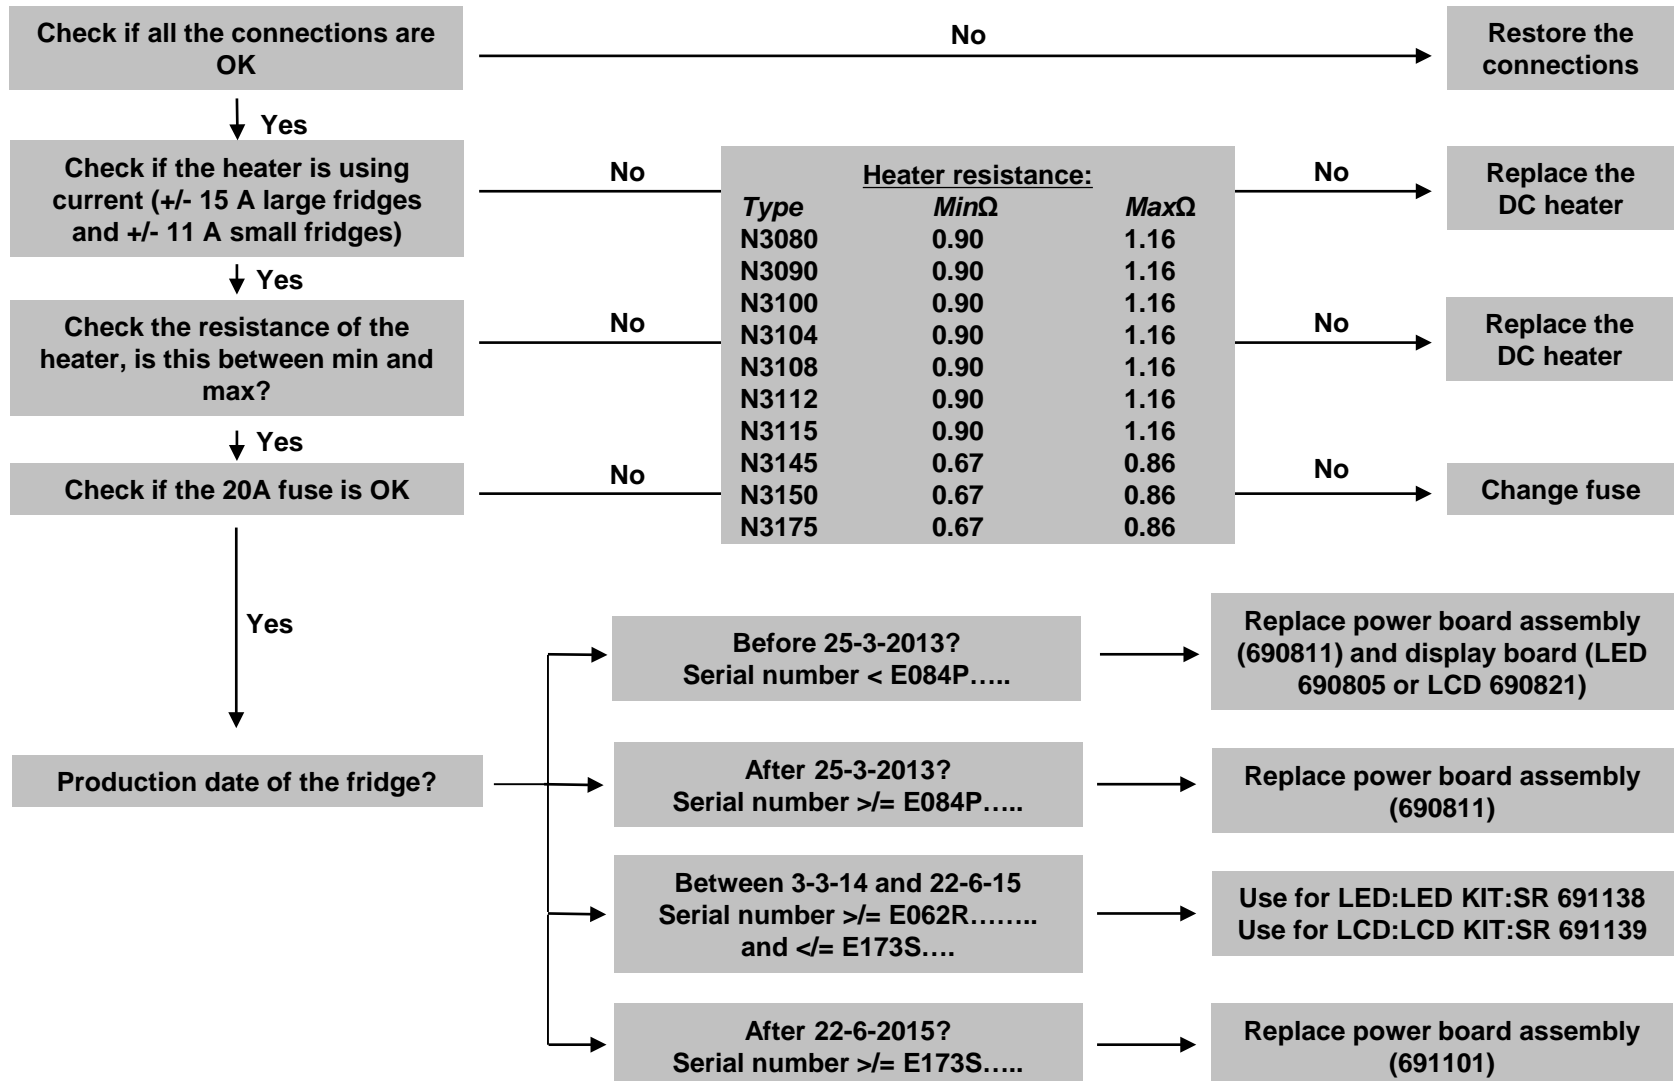 Check if all the connections are
OK
No
Restore the
connections
Yes
Check if the heater is using
current (+/- 15 A large fridges
and +/- 11 A small fridges)
No
Heater resistance:
Type MinΩ MaxΩ
N3080 0.90 1.16
N3090 0.90 1.16
N3100 0.90 1.16
N3104 0.90 1.16
N3108 0.90 1.16
N3112 0.90 1.16
N3115 0.90 1.16
N3145 0.67 0.86
N3150 0.67 0.86
N3175 0.67 0.86
No
Replace the
DC heater
Yes
Check the resistance of the
heater, is this between min and
max?
No
No
Replace the
DC heater
Yes
Check if the 20A fuse is OK
No
No
Change fuse
Yes
Production date of the fridge?
Before 25-3-2013?
Serial number < E084P…..
Replace power board assembly
(690811) and display board (LED
690805 or LCD 690821)
After 25-3-2013?
Serial number >/= E084P…..
Replace power board assembly
(690811)
Between 3-3-14 and 22-6-15
Serial number >/= E062R……..
and </= E173S….
Use for LED:LED KIT:SR 691138
Use for LCD:LCD KIT:SR 691139
After 22-6-2015?
Serial number >/= E173S…..
Replace power board assembly
(691101)